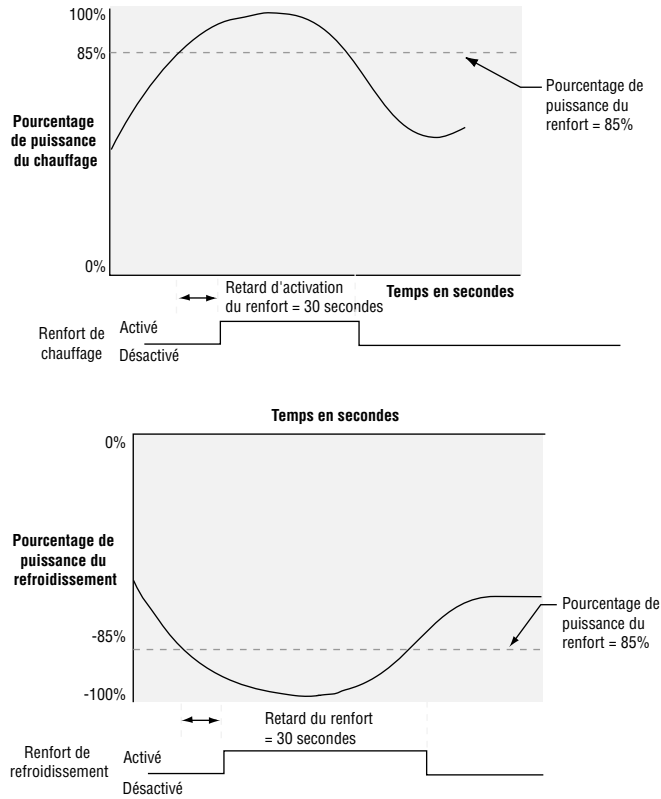 100%
85%
Pourcentage de
puissance du
renfort = 85%
Pourcentage
de puissance
du chauffage
0%
Retard d'activation
du renfort = 30 secondes
Temps en secondes
Renfort de
chauffage
Activé
Désactivé
Temps en secondes
0%
Pourcentage de
puissance du
refroidissement
Pourcentage de
puissance du
renfort = 85%
-85%
-100%
Retard du renfort
= 30 secondes
Renfort de
refroidissement
Activé
Désactivé